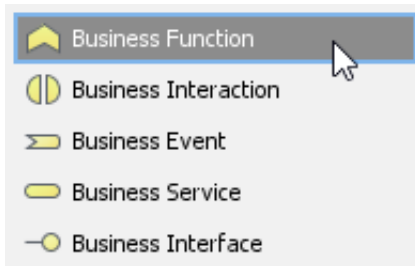 Business Function
Business Interaction
Business Event
Business Service
Business Interface